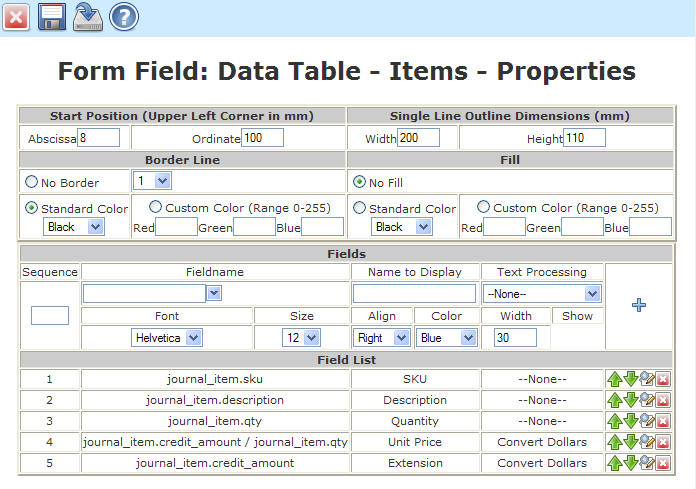 Form Field: Data Table - Items - Properties
Start Position (Upper Left Corner in mm) Single Line Outline Dimensions (mm)
Abscissa 8 Ordinate 100 Width 200 Height 110
Border Line Fill
No Border 1 No Fill
Standard Color Custom Color (Range 0-255) Standard Color Custom Color (Range 0-255)
Black Red Green Blue Black Red Green Blue
Fields
Sequence Fieldname Name to Display Text Processing
--None--
Font Size Align Color Width Show
Helvetica 12 Right Blue 30
Field List
1 journal_item.sku SKU --None--
2 journal_item.description Description --None--
3 journal_item.qty Quantity --None--
4 journal_item.credit_amount / journal_item.qty Unit Price Convert Dollars
5 journal_item.credit_amount Extension Convert Dollars